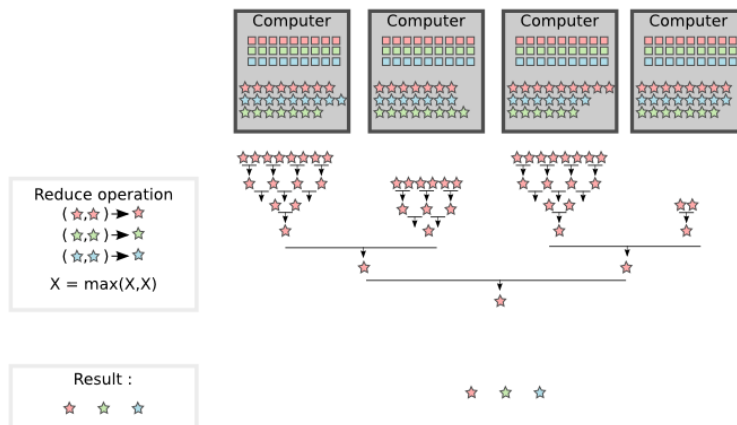 Computer
Computer
Computer
Computer
Reduce operation
( , )
( , )
( , )
X = max(X,X)
Result :